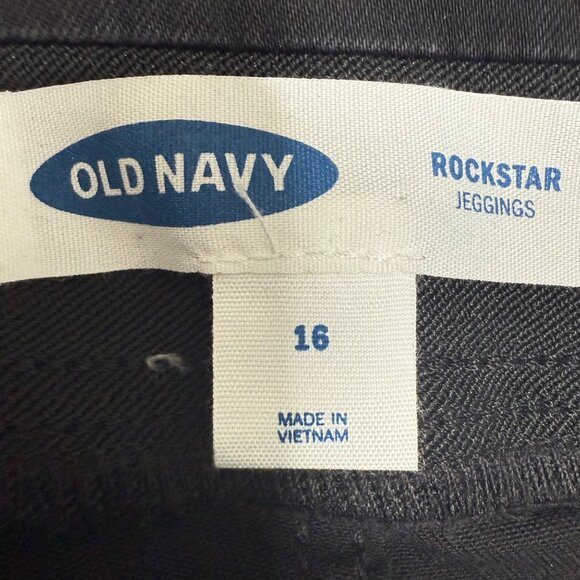 OLD NAVY
ROCKSTAR
JEGGINGS
16
MADE IN
VIETNAM